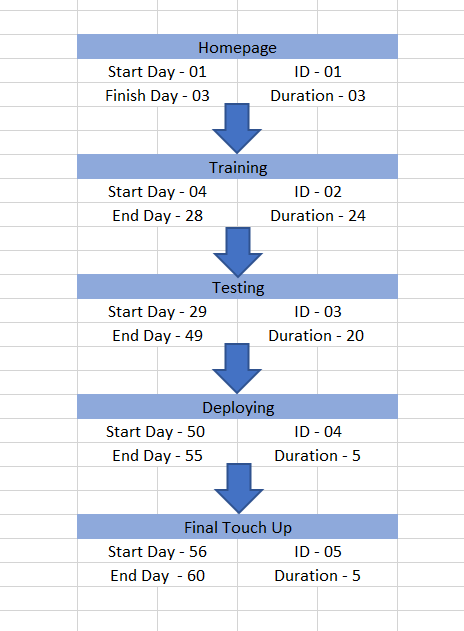 Homepage
Start Day - 01 ID - 01
Finish Day - 03 Duration - 03
Training
Start Day - 04 ID - 02
End Day - 28 Duration - 24
Testing
Start Day - 29 ID - 03
End Day - 49 Duration - 20
Deploying
Start Day - 50 ID - 04
End Day - 55 Duration - 5
Final Touch Up
Start Day - 56 ID - 05
End Day  - 60 Duration - 5